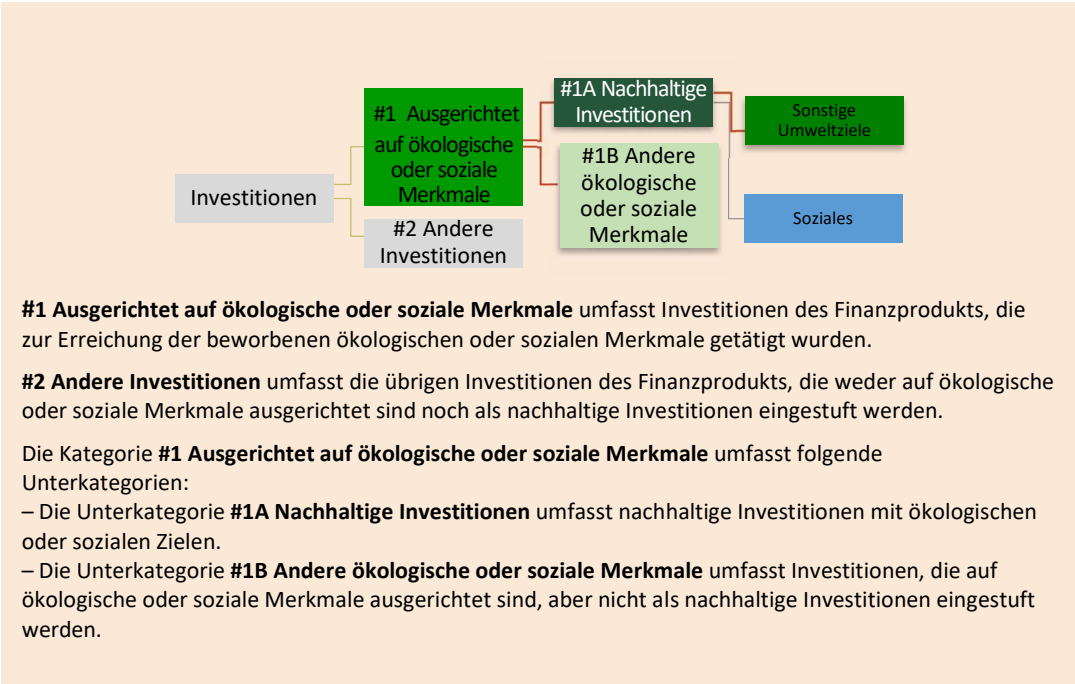 #1A Nachhaltige
Investitionen
#1 Ausgerichtet
auf ökologische
oder soziale
Merkmale
Sonstige
Umweltziele
#1B Andere
ökologische
oder soziale
Merkmale
Investitionen
Soziales
#2 Andere
Investitionen
#1 Ausgerichtet auf ökologische oder soziale Merkmale umfasst Investitionen des Finanzprodukts, die
zur Erreichung der beworbenen ökologischen oder sozialen Merkmale getätigt wurden.
#2 Andere Investitionen umfasst die übrigen Investitionen des Finanzprodukts, die weder auf ökologische
oder soziale Merkmale ausgerichtet sind noch als nachhaltige Investitionen eingestuft werden.
Die Kategorie #1 Ausgerichtet auf ökologische oder soziale Merkmale umfasst folgende
Unterkategorien:
– Die Unterkategorie #1A Nachhaltige Investitionen umfasst nachhaltige Investitionen mit ökologischen
oder sozialen Zielen.
– Die Unterkategorie #1B Andere ökologische oder soziale Merkmale umfasst Investitionen, die auf
ökologische oder soziale Merkmale ausgerichtet sind, aber nicht als nachhaltige Investitionen eingestuft
werden.